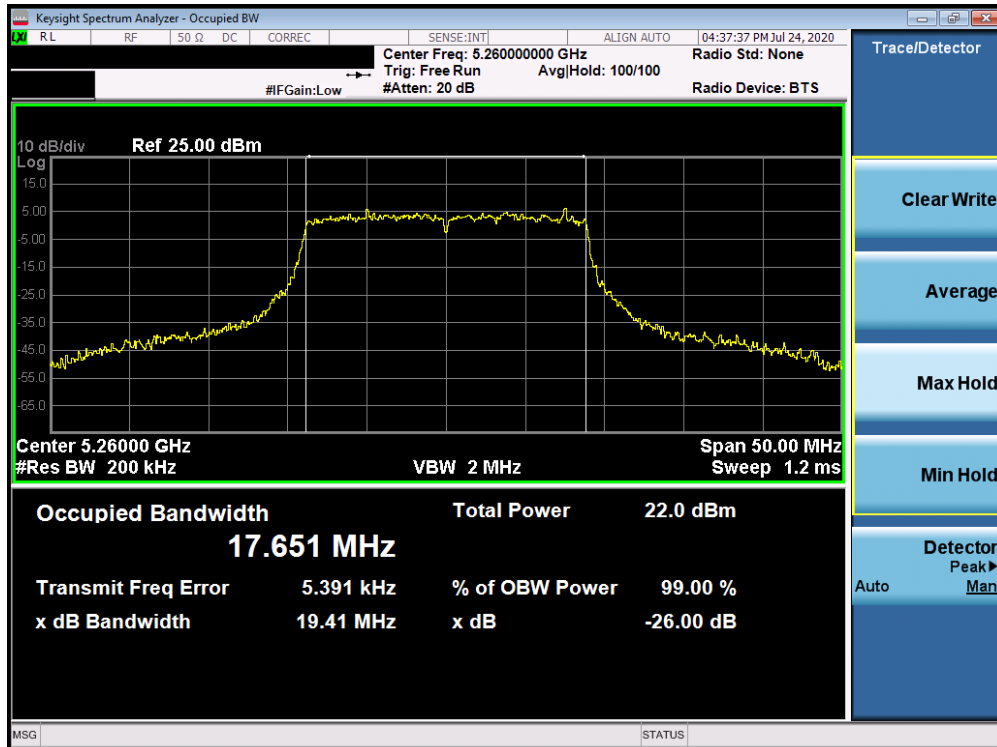 Keysight Spectrum Analyzer - Occupied BW
LXI RL RF 50 Ω DC CORREC SENSE:INT ALIGN AUTO 04:37:37 PM Jul 24, 2020
Center Freq: 5.260000000 GHz Radio Std: None
Trig: Free Run Avg|Hold: 100/100
#IFGain:Low #Atten: 20 dB Radio Device: BTS
10 dB/div Ref 25.00 dBm
Log
15.0
5.00
-5.00
-15.0
-25.0
-35.0
-45.0
-55.0
-65.0
Center 5.26000 GHz Span 50.00 MHz
#Res BW 200 kHz VBW 2 MHz Sweep 1.2 ms
Occupied Bandwidth Total Power 22.0 dBm
17.651 MHz
Transmit Freq Error 5.391 kHz % of OBW Power 99.00 %
x dB Bandwidth 19.41 MHz x dB -26.00 dB
MSG STATUS
Trace/Detector
Clear Write
Average
Max Hold
Min Hold
Detector
Peak▶
Auto Man